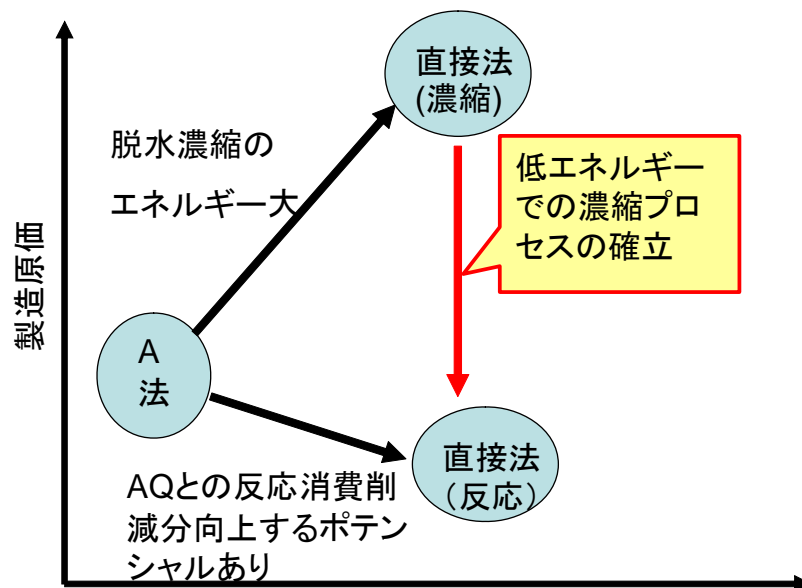 直接法
(濃縮)
脱水濃縮の
エネルギー大
低エネルギー
での濃縮プロ
セスの確立
製造原価
A
法
直接法
（反応）
AQとの反応消費削
減分向上するポテン
シャルあり